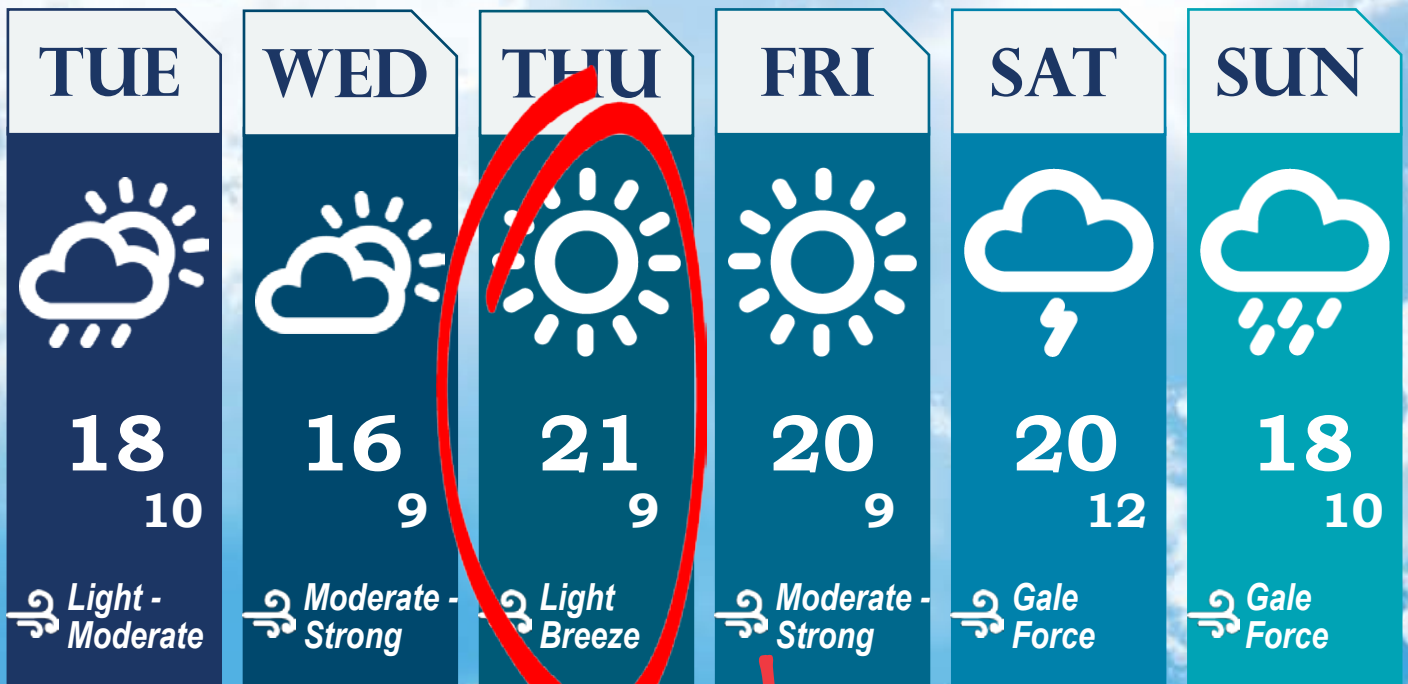 TUE
18
10
Light -
Moderate
WED
16
9
Moderate -
Strong
THU
21
9
Light
Breeze
FRI
20
9
Moderate -
Strong
SAT
20
12
Gale
Force
SUN
18
10
Gale
Force